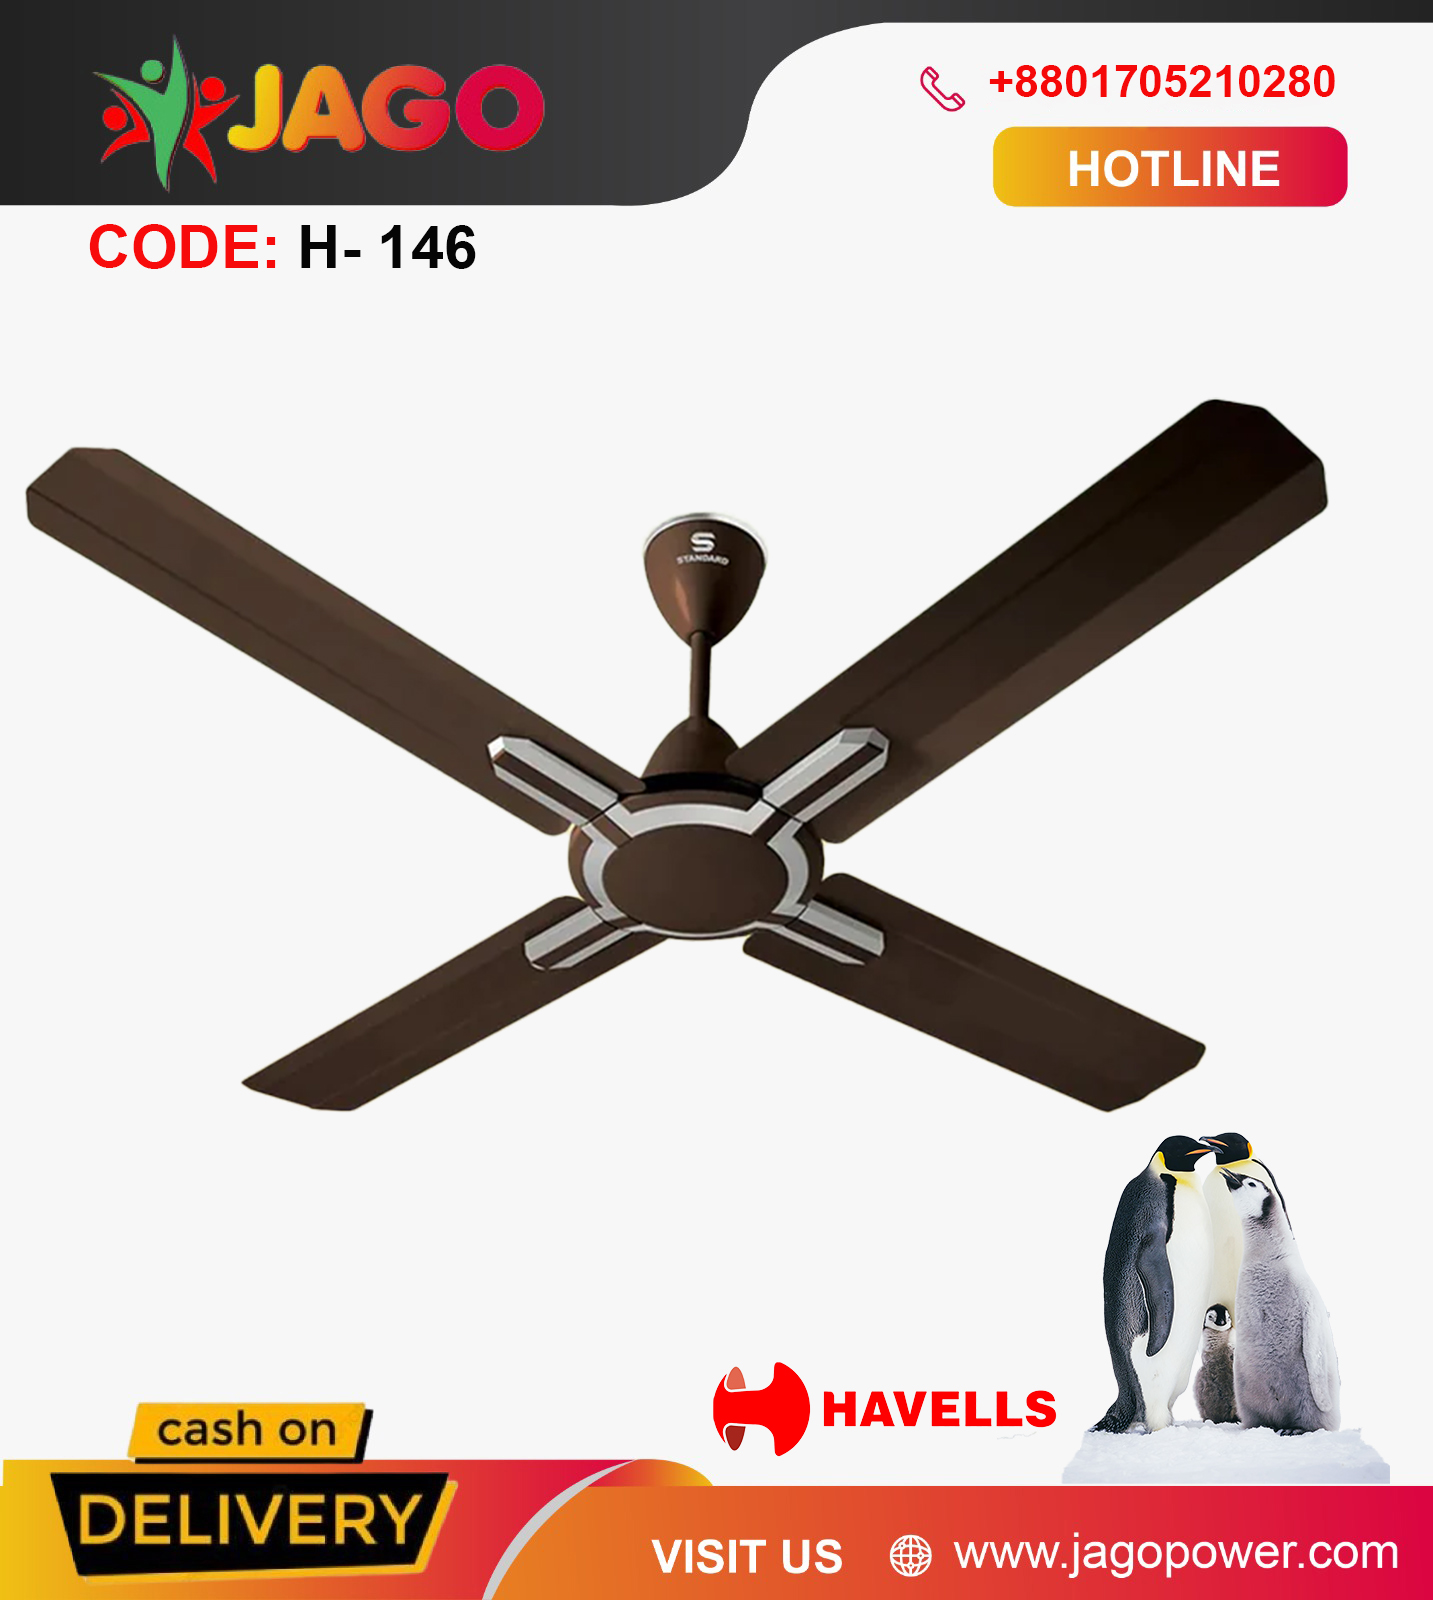 JAGO
+8801705210280
HOTLINE
CODE: H- 146
S
STANDARD
HAVELLS
cash on
DELIVERY
VISIT US
www.jagopower.com